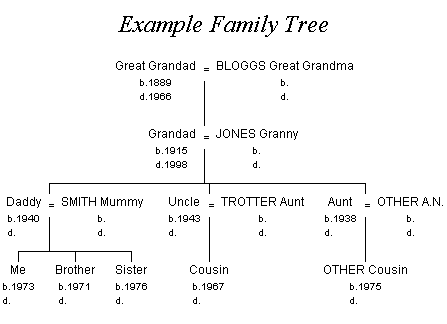 Example Family Tree
Great Grandad = BLOGGS Great Grandma
b.1889 b.
d.1966 d.
Grandad = JONES Granny
b.1915 b.
d.1998 d.
Daddy = SMITH Mummy Uncle = TROTTER Aunt Aunt = OTHER A.N.
b.1940 b. b.1943 b. b.1938 b.
d. d. d. d. d. d.
Me Brother Sister Cousin OTHER Cousin
b.1973 b.1971 b.1976 b.1967 b.1975
d. d. d. d. d.